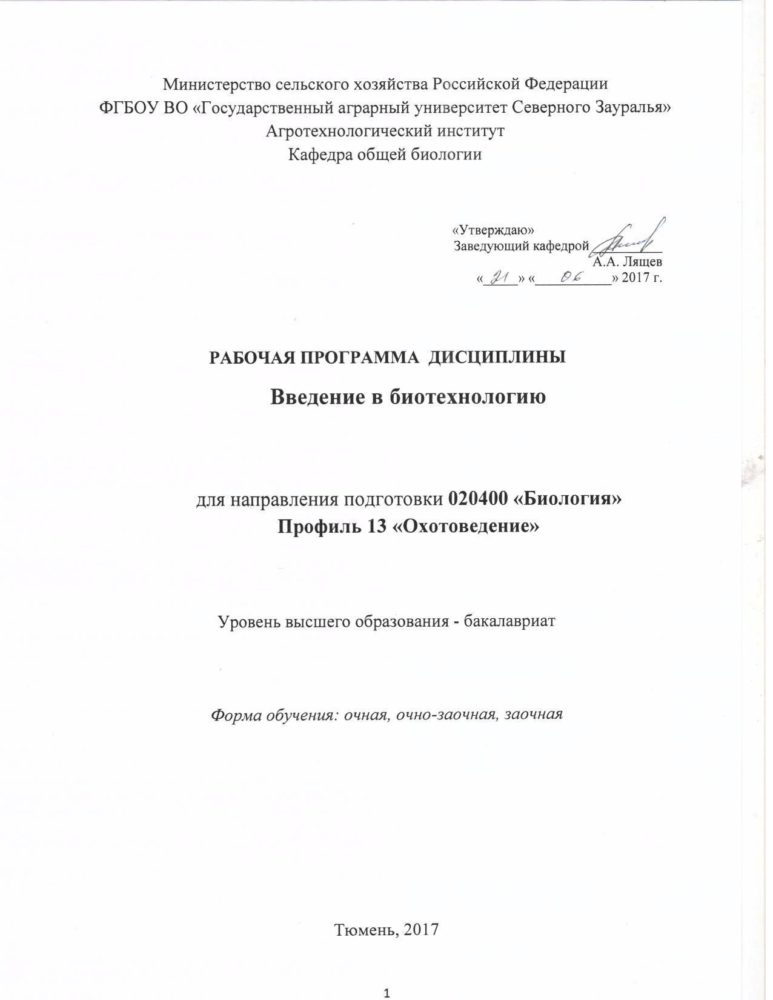 Министерство сельского хозяйства Российской Федерации
ФГБОУ ВО «Государственный аграрный университет Северного Зауралья»
Агротехнологический институт
Кафедра общей биологии
«Утверждаю»
Заведующий кафедрой
А.А. Лящев
« 21 » « 06 » 2017 г.
РАБОЧАЯ ПРОГРАММА ДИСЦИПЛИНЫ
Введение в биотехнологию
для направления подготовки 020400 «Биология»
Профиль 13 «Охотоведение»
Уровень высшего образования - бакалавриат
Форма обучения: очная, очно-заочная, заочная
Тюмень, 2017
1